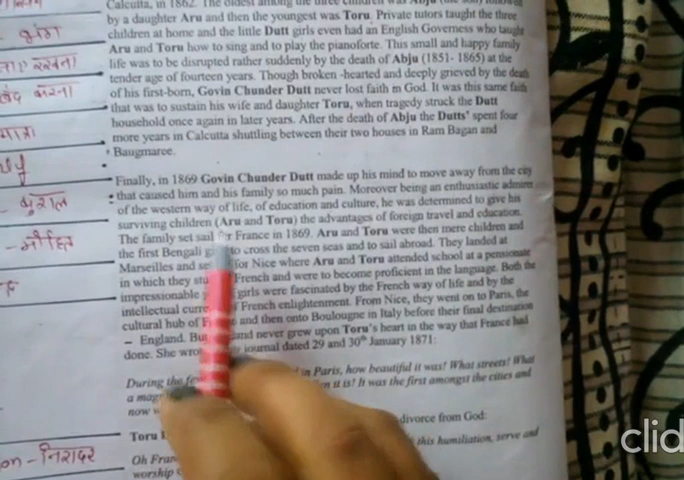 Calcutta, in 1862. The oldest among the three children was Abju (the son) followed
by a daughter Aru and then the youngest was Toru. Private tutors taught the three
children at home and the little Dutt girls even had an English Governess who taught
Aru and Toru how to sing and to play the pianoforte. This small and happy family
life was to be disrupted rather suddenly by the death of Abju (1851- 1865) at the
tender age of fourteen years. Though broken -hearted and deeply grieved by the death
of his first-born, Govin Chunder Dutt never lost faith m God. It was this same faith
that was to sustain his wife and daughter Toru, when tragedy struck the Dutt
household once again in later years. After the death of Abju the Dutts' spent four
more years in Calcutta shuttling between their two houses in Ram Bagan and
Baugmaree.
Finally, in 1869 Govin Chunder Dutt made up his mind to move away from the city
that caused him and his family so much pain. Moreover being an enthusiastic admirer
of the western way of life, of education and culture, he was determined to give his
surviving children (Aru and Toru) the advantages of foreign travel and education.
The family set sail for France in 1869. Aru and Toru were then mere children and
the first Bengali to cross the seven seas and to sail abroad. They landed at
Marseilles and for Nice where Aru and Toru attended school at a pensionate
in which they French and were to become proficient in the language. Both the
impressionable girls were fascinated by the French way of life and by the
intellectual French enlightenment. From Nice, they went on to Paris, the
cultural hub of and then onto Boulougne in Italy before their final destination
– England. But and never grew upon Toru's heart in the way that France had
done. She journal dated 29 and 30th January 1871:
During the in Paris, how beautiful it was! What streets! What
a it is! It was the first amongst the cities and
now
divorce from God:
Toru
this humiliation, serve and
Oh
worship
भंग
रखना
करना
मात्रा
कुशल
मोहित
निरादर
clid